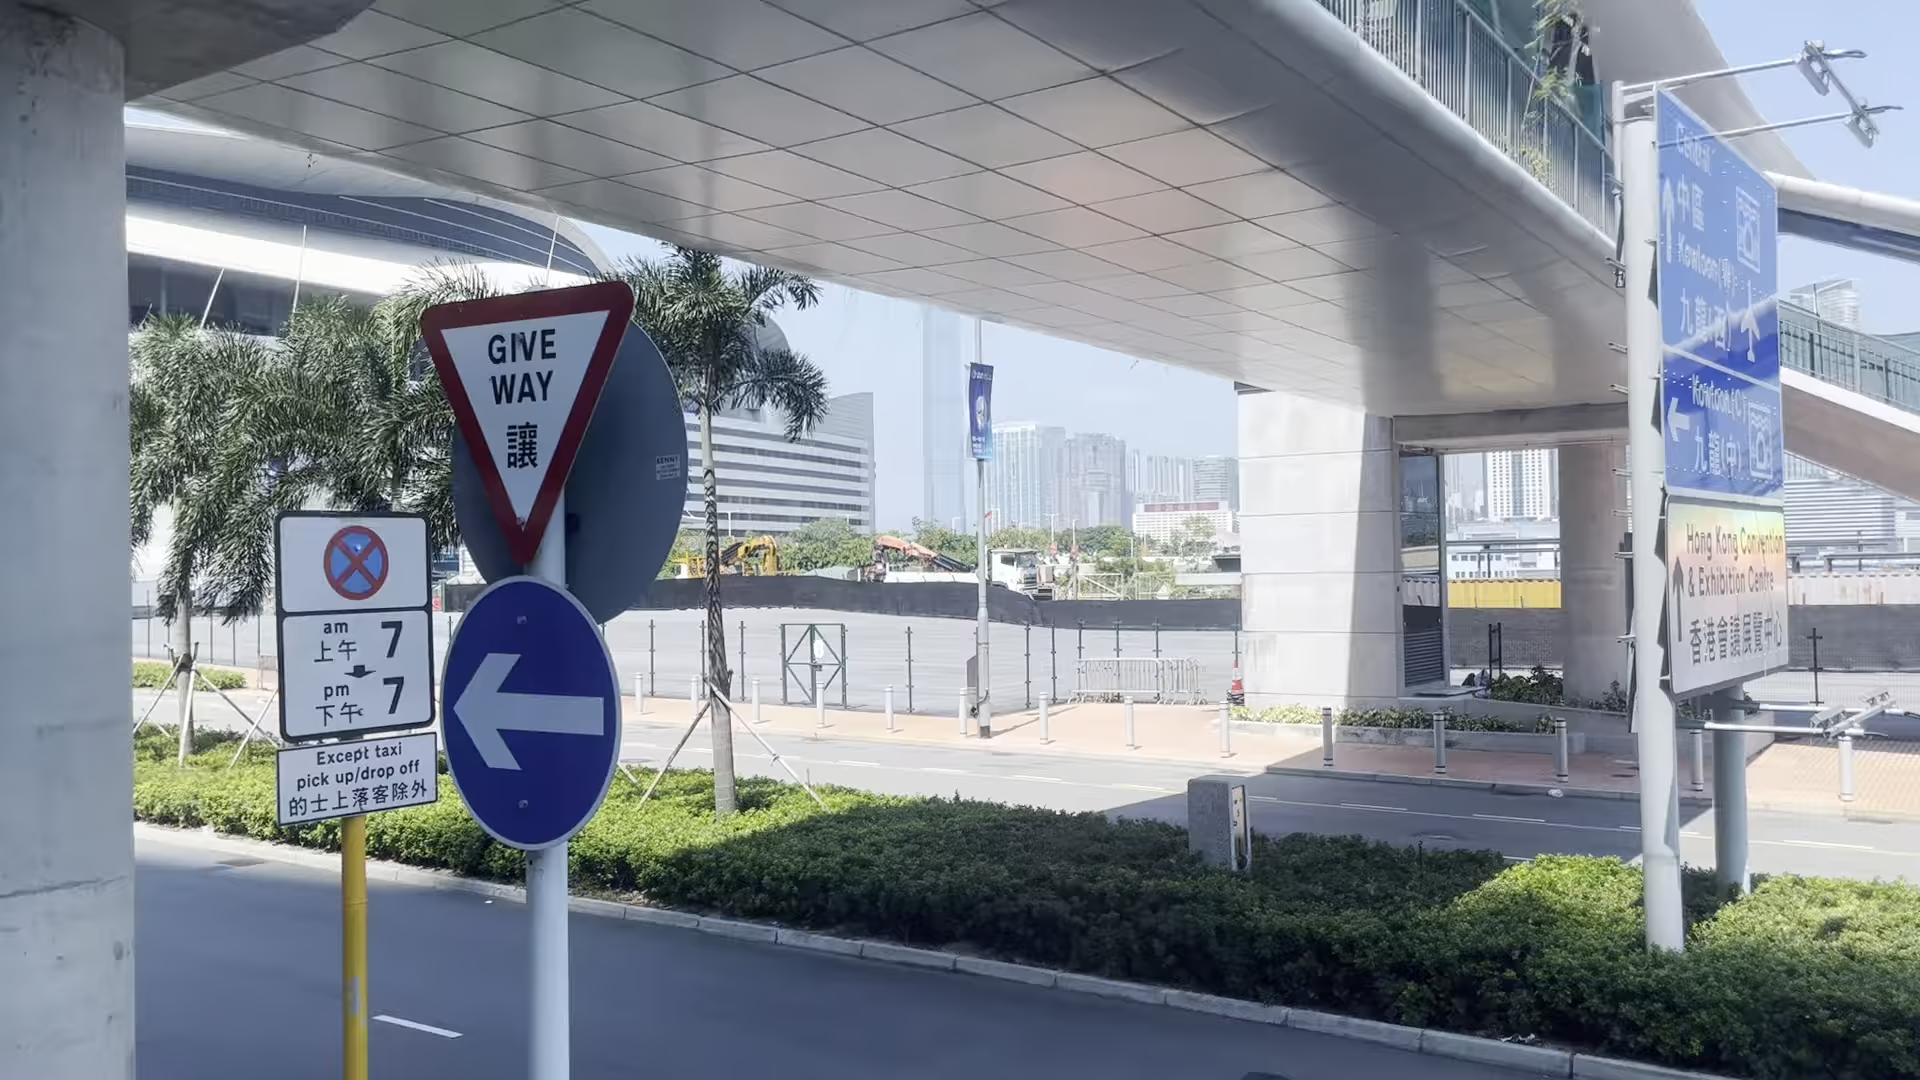 GIVE
WAY
讓
am
上午 7
pm
下午 7
Except taxi
pick up/drop off
的士上落客除外
KENNY
Central
中區
Kowloon (W)
九龍(西)
Kowloon (C)
九龍(中)
Hong Kong Convention
& Exhibition Centre
香港會議展覽中心